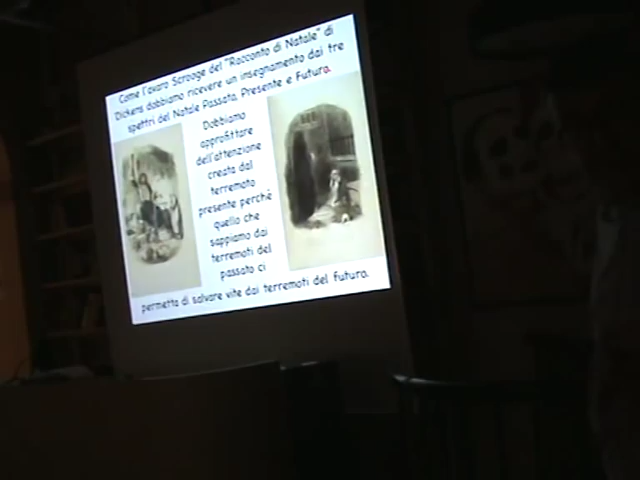 Come l'avaro Scrooge del "Racconto di Natale" di
Dickens dobbiamo ricevere un insegnamento dai tre
spettri del Natale Passato, Presente e Futuro.
Dobbiamo
approfittare
dell'attenzione
creata dal
terremoto
presente perchè
quello che
sappiamo dai
terremoti del
passato ci
permetta di salvare vite dai terremoti del futuro.